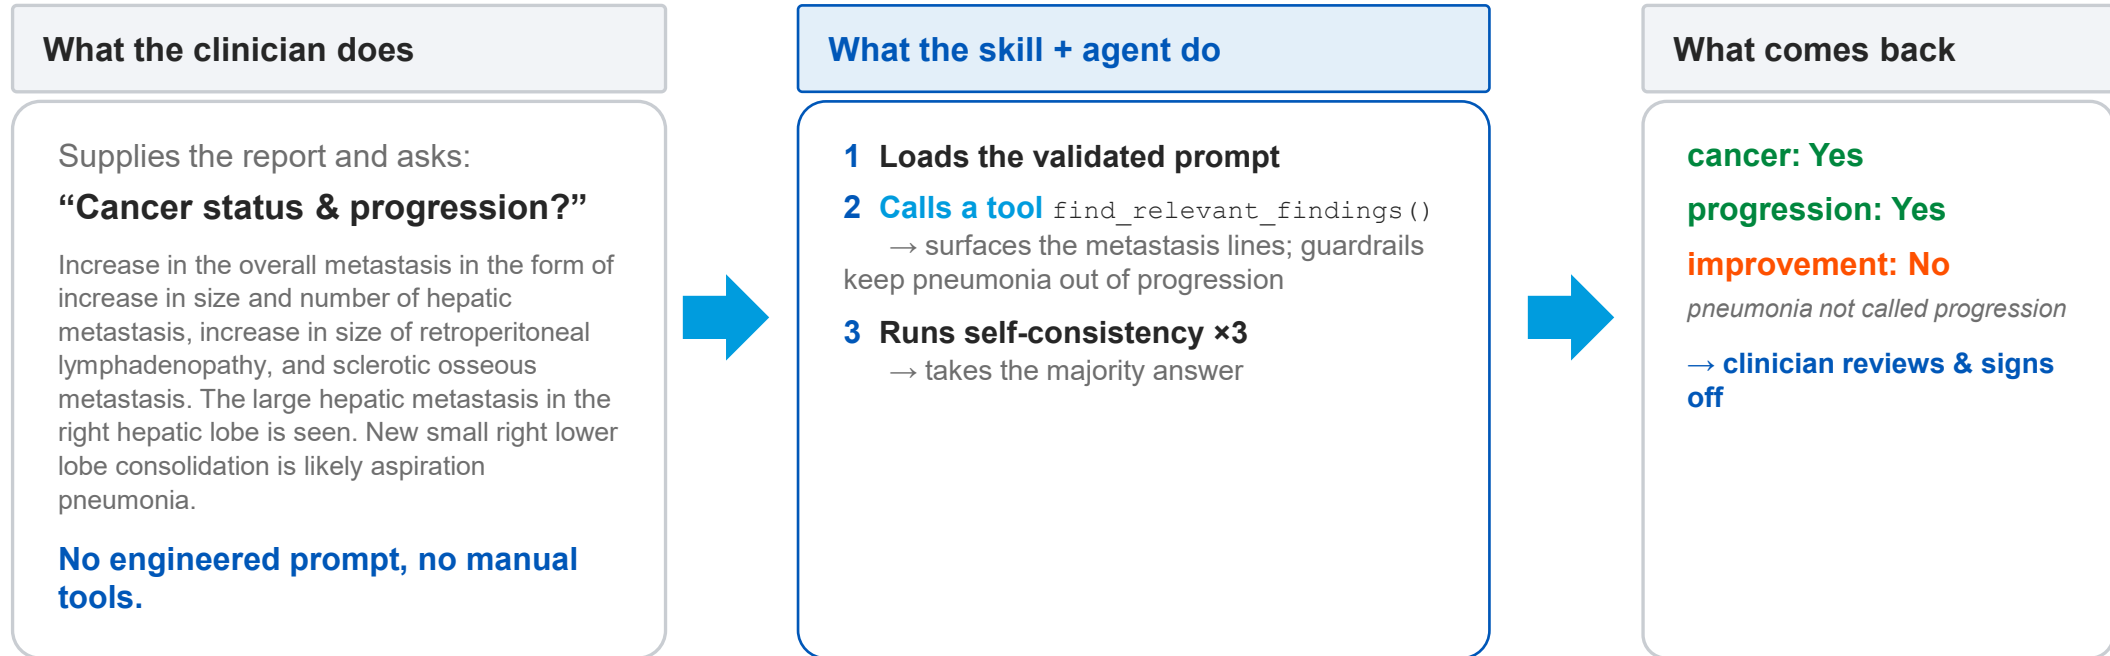 What the clinician does
Supplies the report and asks:
“Cancer status & progression?”
Increase in the overall metastasis in the form of
increase in size and number of hepatic
metastasis, increase in size of retroperitoneal
lymphadenopathy, and sclerotic osseous
metastasis. The large hepatic metastasis in the
right hepatic lobe is seen. New small right lower
lobe consolidation is likely aspiration
pneumonia.
No engineered prompt, no manual
tools.
What the skill + agent do
1 Loads the validated prompt
2 Calls a tool find_relevant_findings()
→ surfaces the metastasis lines; guardrails
keep pneumonia out of progression
3 Runs self-consistency ×3
→ takes the majority answer
What comes back
cancer: Yes
progression: Yes
improvement: No
pneumonia not called progression
→ clinician reviews & signs
off